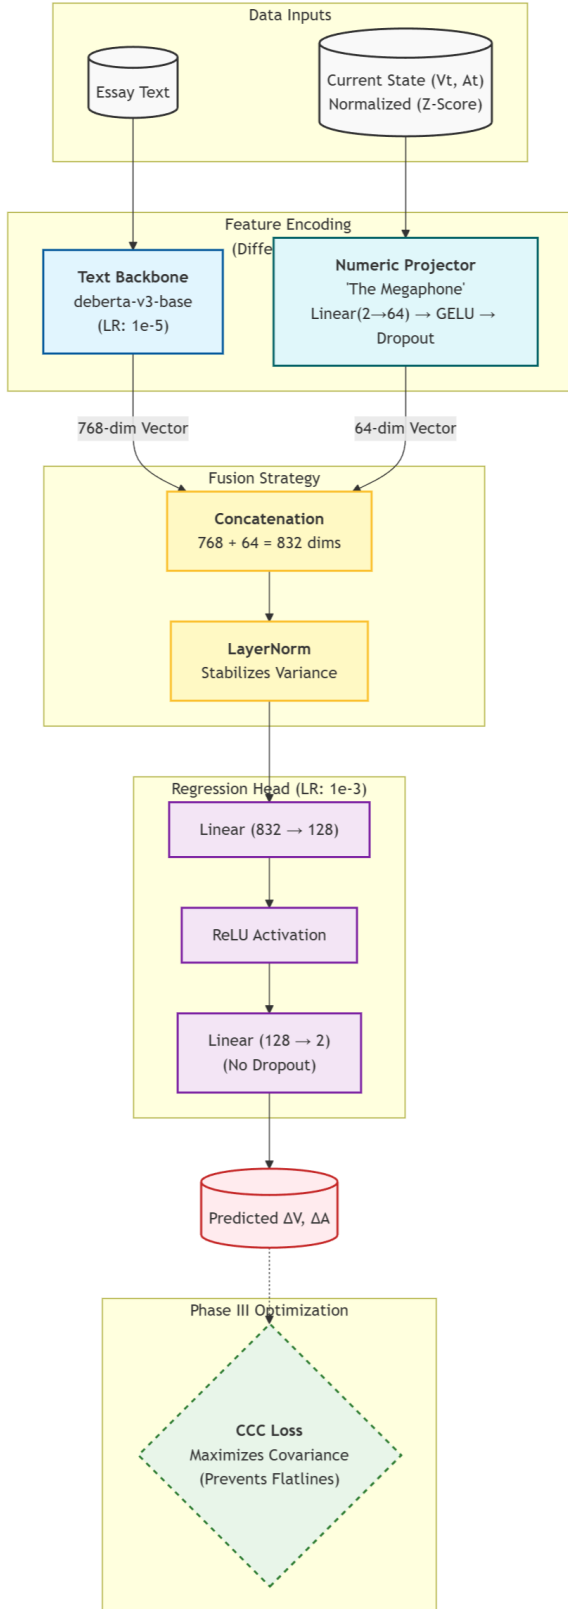 Data Inputs
Essay Text
Current State (Vt, At)
Normalized (Z-Score)
Feature Encoding
(Diffe
Text Backbone
deberta-v3-base
(LR: 1e-5)
Numeric Projector
'The Megaphone'
Linear(2→64) → GELU →
Dropout
768-dim Vector
64-dim Vector
Fusion Strategy
Concatenation
768 + 64 = 832 dims
LayerNorm
Stabilizes Variance
Regression Head (LR: 1e-3)
Linear (832 → 128)
ReLU Activation
Linear (128 → 2)
(No Dropout)
Predicted ΔV, ΔA
Phase III Optimization
CCC Loss
Maximizes Covariance
(Prevents Flatlines)